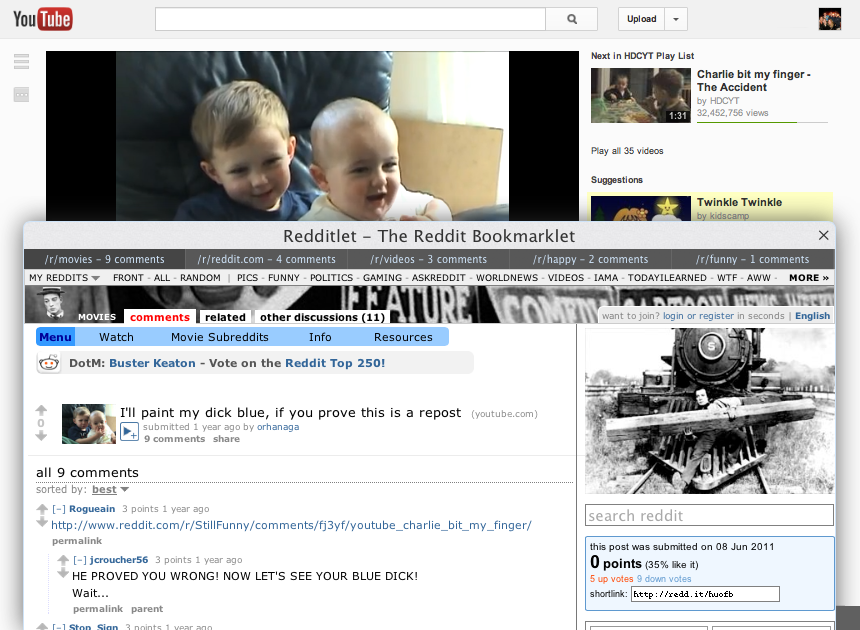 YouTube
Upload
Next in HDCYT Play List
Charlie bit my finger - The Accident
by HDCYT
32,452,756 views
1:31
Play all 35 videos
Suggestions
Twinkle Twinkle
by kidscamp
Redditlet – The Reddit Bookmarklet
/r/movies – 9 comments
/r/reddit.com – 4 comments
/r/videos – 3 comments
/r/happy – 2 comments
/r/funny – 1 comments
MY REDDITS FRONT - ALL - RANDOM | PICS - FUNNY - POLITICS - GAMING - ASKREDDIT - WORLDNEWS - VIDEOS - IAMA - TODAYILEARNED - WTF - AWW - MORE »
FEATURE COMEDY CARTOON NEWS
MOVIES comments related other discussions (11)
want to join? login or register in seconds | English
Menu Watch Movie Subreddits Info Resources
DotM: Buster Keaton – Vote on the Reddit Top 250!
0
I'll paint my dick blue, if you prove this is a repost (youtube.com)
submitted 1 year ago by orhanaga
9 comments share
all 9 comments
sorted by: best
[–] Rogueain 3 points 1 year ago
http://www.reddit.com/r/StillFunny/comments/fj3yf/youtube_charlie_bit_my_finger/
permalink
[–] jcroucher56 3 points 1 year ago
HE PROVED YOU WRONG! NOW LET'S SEE YOUR BLUE DICK!
Wait...
permalink parent
[–] Stop_Sign 3 points 1 year ago
S
search reddit
this post was submitted on 08 Jun 2011
0 points (35% like it)
5 up votes 9 down votes
shortlink: http://redd.it/huofb